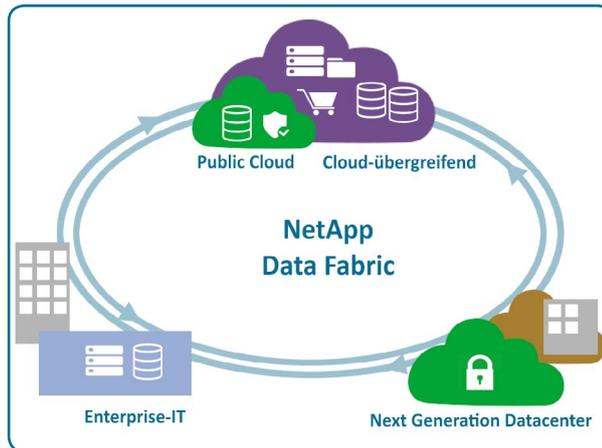 Public Cloud
Cloud-übergreifend
NetApp
Data Fabric
Enterprise-IT
Next Generation Datacenter